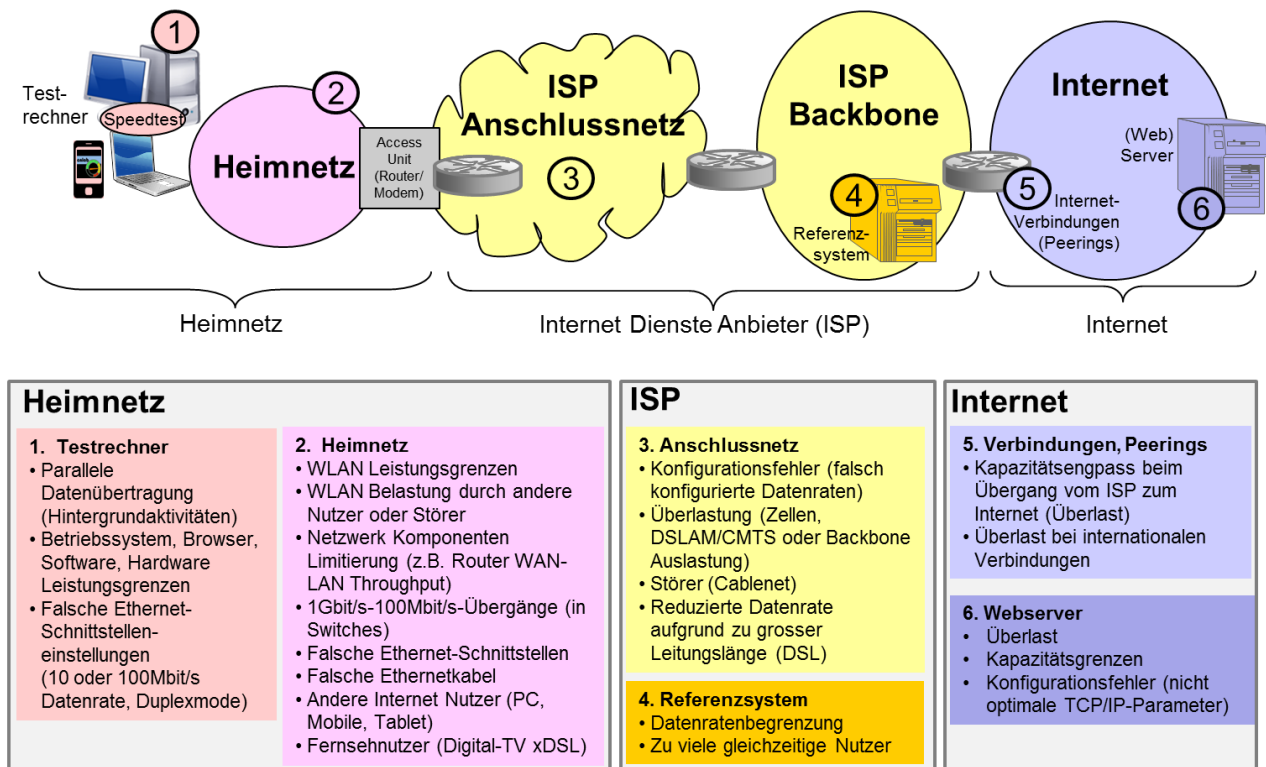 1
Test-
rechner
Speedtest
2
Heimnetz
Access
Unit
(Router/
Modem)
ISP
Anschlussnetz
3
ISP
Backbone
4
Referenz-
system
Internet
(Web)
Server
5
Internet-
Verbindungen
(Peerings)
6
Heimnetz
Internet Dienste Anbieter (ISP)
Internet
Heimnetz
1. Testrechner
• Parallele
Datenübertragung
(Hintergrundaktivitäten)
• Betriebssystem, Browser,
Software, Hardware
Leistungsgrenzen
• Falsche Ethernet-
Schnittstellen-
einstellungen
(10 oder 100Mbit/s
Datenrate, Duplexmode)
2. Heimnetz
• WLAN Leistungsgrenzen
• WLAN Belastung durch andere
Nutzer oder Störer
• Netzwerk Komponenten
Limitierung (z.B. Router WAN-
LAN Throughput)
• 1Gbit/s-100Mbit/s-Übergänge (in
Switches)
• Falsche Ethernet-Schnittstellen
• Falsche Ethernetkabel
• Andere Internet Nutzer (PC,
Mobile, Tablet)
• Fernsehnutzer (Digital-TV xDSL)
ISP
3. Anschlussnetz
• Konfigurationsfehler (falsch
konfigurierte Datenraten)
• Überlastung (Zellen,
DSLAM/CMTS oder Backbone
Auslastung)
• Störer (Cablenet)
• Reduzierte Datenrate
aufgrund zu grosser
Leitungslänge (DSL)
4. Referenzsystem
• Datenratenbegrenzung
• Zu viele gleichzeitige Nutzer
Internet
5. Verbindungen, Peerings
• Kapazitätsengpass beim
Übergang vom ISP zum
Internet (Überlast)
• Überlast bei internationalen
Verbindungen
6. Webserver
• Überlast
• Kapazitätsgrenzen
• Konfigurationsfehler (nicht
optimale TCP/IP-Parameter)